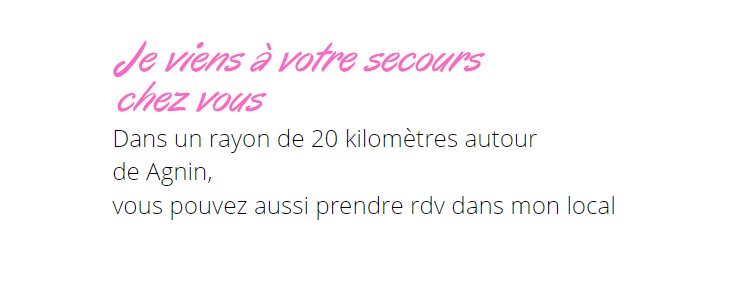 Je viens à votre secours
chez vous
Dans un rayon de 20 kilomètres autour
de Agnin,
vous pouvez aussi prendre rdv dans mon local